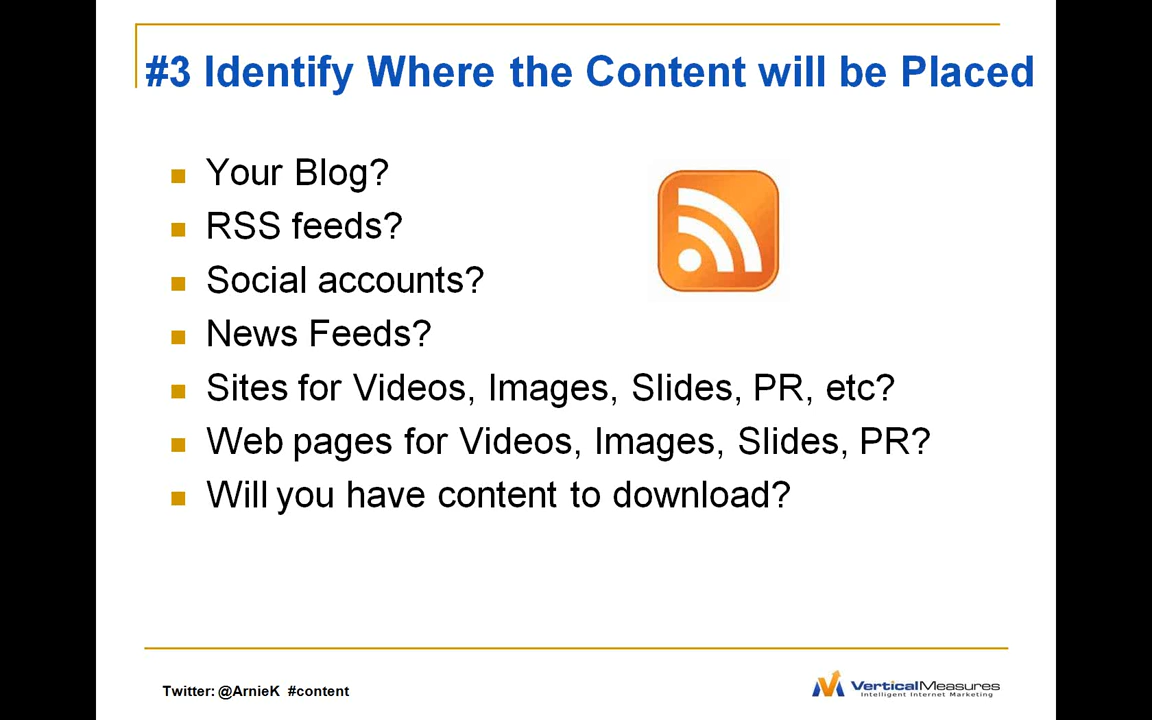 #3 Identify Where the Content will be Placed
Your Blog?
RSS feeds?
Social accounts?
News Feeds?
Sites for Videos, Images, Slides, PR, etc?
Web pages for Videos, Images, Slides, PR?
Will you have content to download?
Twitter: @ArnieK #content
VerticalMeasures
Intelligent Internet Marketing